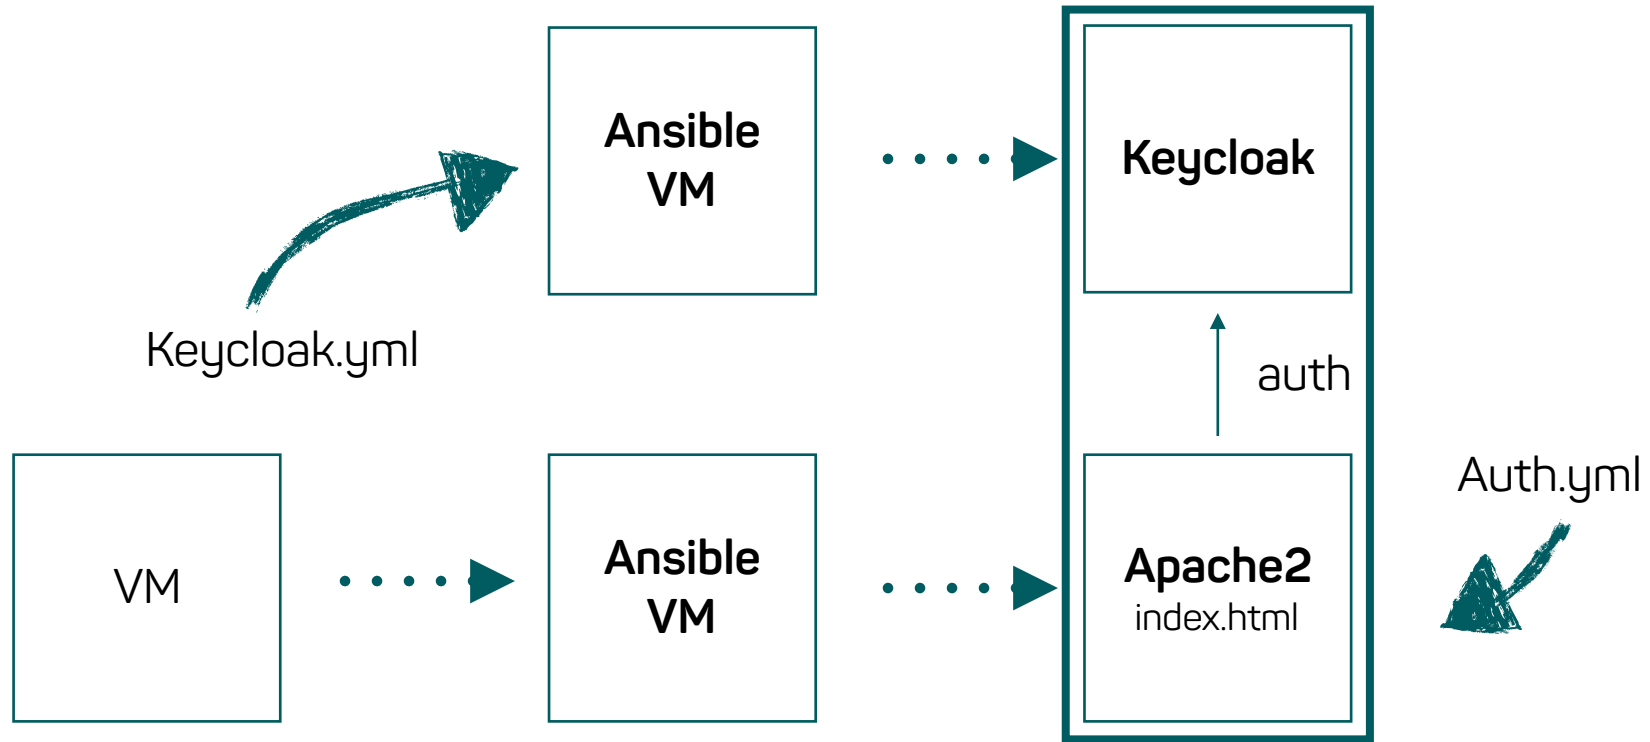 Ansible
VM
Keycloak
Keycloak.yml
auth
VM
Ansible
VM
Apache2
index.html
Auth.yml